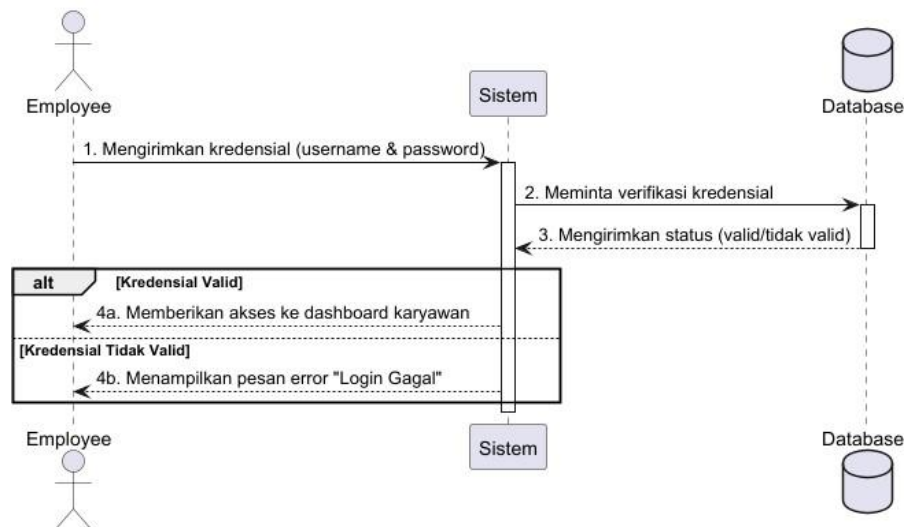 Employee
Sistem
Database
1. Mengirimkan kredensial (username & password)
2. Meminta verifikasi kredensial
3. Mengirimkan status (valid/tidak valid)
alt [Kredensial Valid]
4a. Memberikan akses ke dashboard karyawan
[Kredensial Tidak Valid]
4b. Menampilkan pesan error "Login Gagal"
Employee
Sistem
Database